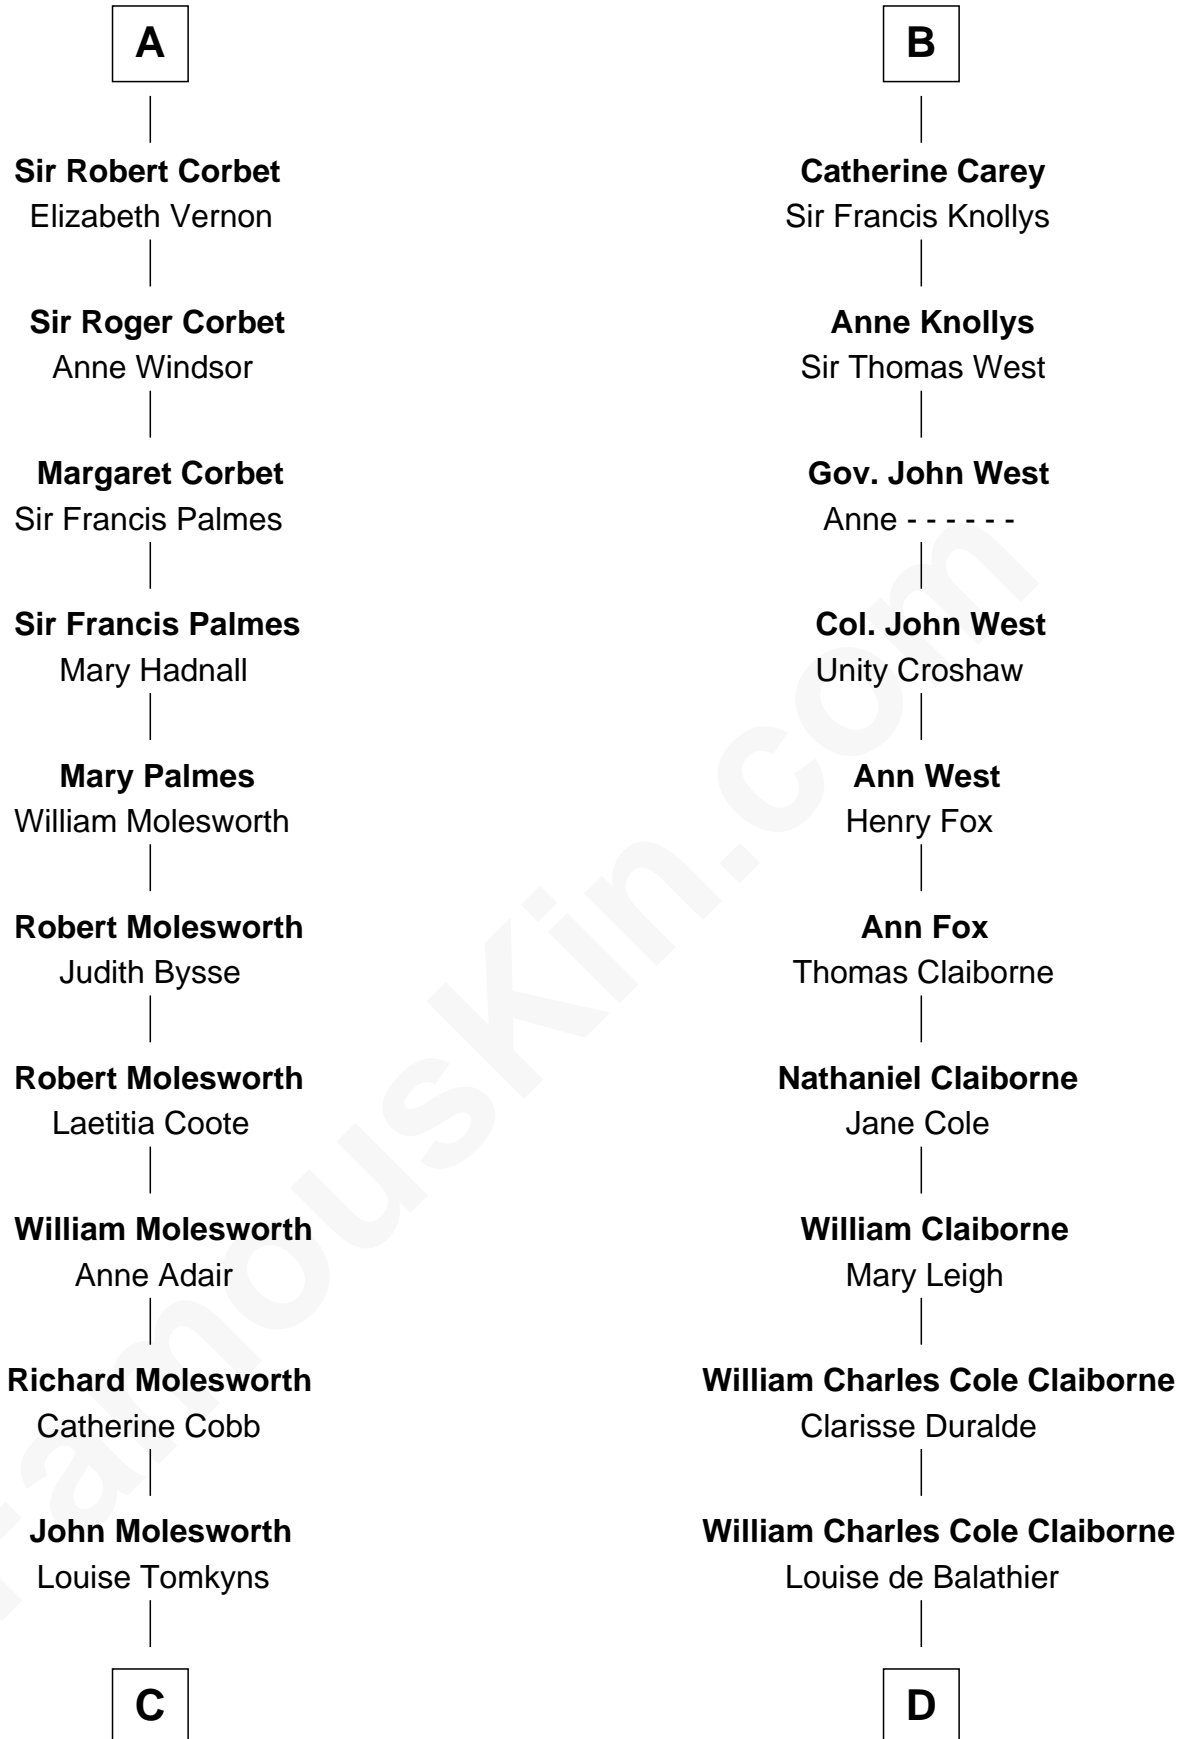 A
Sir Robert Corbet
Elizabeth Vernon
Sir Roger Corbet
Anne Windsor
Margaret Corbet
Sir Francis Palmes
Sir Francis Palmes
Mary Hadnall
Mary Palmes
William Molesworth
Robert Molesworth
Judith Bysse
Robert Molesworth
Laetitia Coote
William Molesworth
Anne Adair
Richard Molesworth
Catherine Cobb
John Molesworth
Louise Tomkyns
C
B
Catherine Carey
Sir Francis Knollys
Anne Knollys
Sir Thomas West
Gov. John West
Anne - - - - - -
Col. John West
Unity Croshaw
Ann West
Henry Fox
Ann Fox
Thomas Claiborne
Nathaniel Claiborne
Jane Cole
William Claiborne
Mary Leigh
William Charles Cole Claiborne
Clarisse Duralde
William Charles Cole Claiborne
Louise de Balathier
D
FamousKin.com